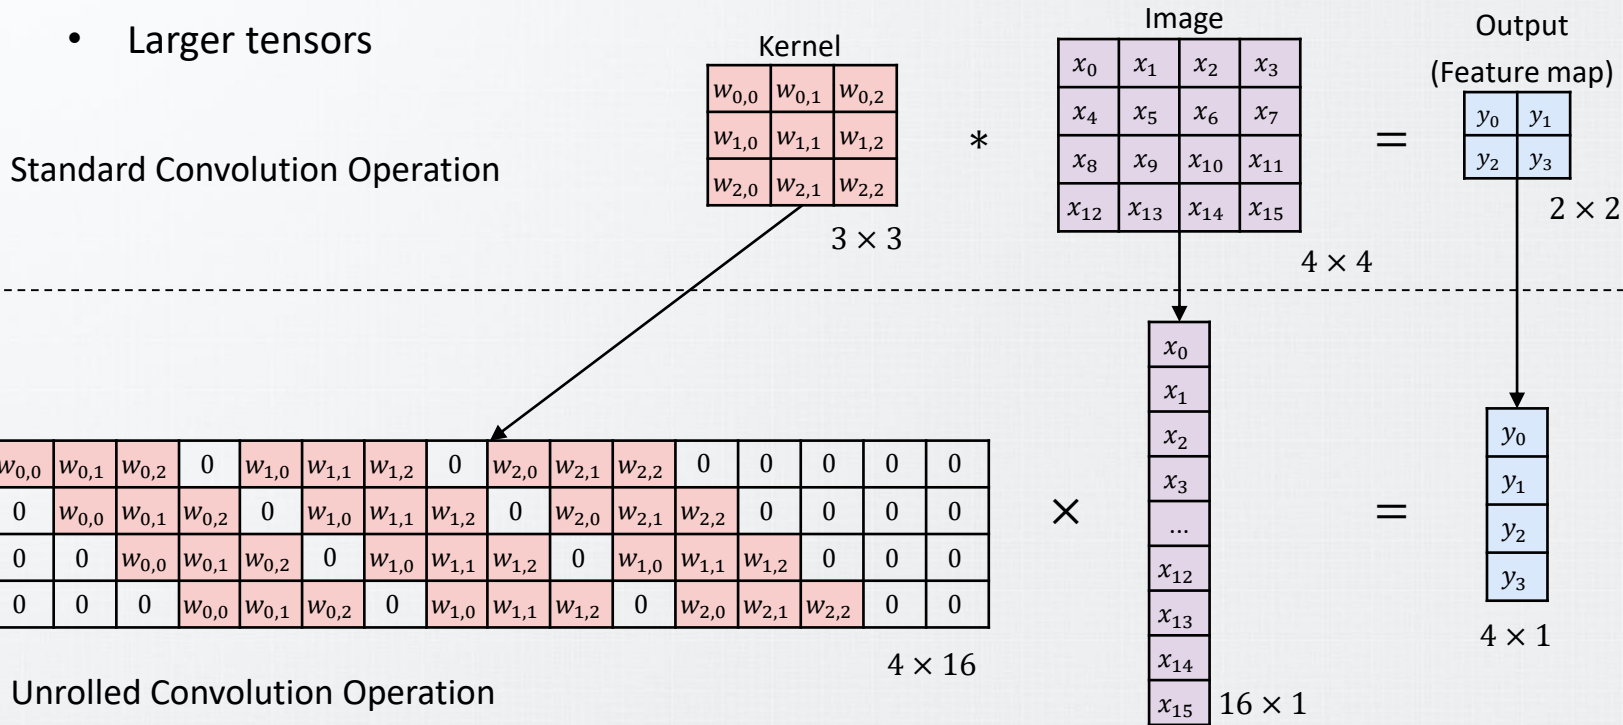 • Larger tensors
Kernel
Image
Output
(Feature map)
w₀,₀ w₀,₁ w₀,₂
w₁,₀ w₁,₁ w₁,₂
w₂,₀ w₂,₁ w₂,₂
3 × 3
*
x₀ x₁ x₂ x₃
x₄ x₅ x₆ x₇
x₈ x₉ x₁₀ x₁₁
x₁₂ x₁₃ x₁₄ x₁₅
4 × 4
=
y₀ y₁
y₂ y₃
2 × 2
Standard Convolution Operation
w₀,₀ w₀,₁ w₀,₂ 0 w₁,₀ w₁,₁ w₁,₂ 0 w₂,₀ w₂,₁ w₂,₂ 0 0 0 0 0
0 w₀,₀ w₀,₁ w₀,₂ 0 w₁,₀ w₁,₁ w₁,₂ 0 w₂,₀ w₂,₁ w₂,₂ 0 0 0 0
0 0 w₀,₀ w₀,₁ w₀,₂ 0 w₁,₀ w₁,₁ w₁,₂ 0 w₁,₀ w₁,₁ w₁,₂ 0 0 0
0 0 0 w₀,₀ w₀,₁ w₀,₂ 0 w₁,₀ w₁,₁ w₁,₂ 0 w₂,₀ w₂,₁ w₂,₂ 0 0
4 × 16
×
x₀
x₁
x₂
x₃
...
x₁₂
x₁₃
x₁₄
x₁₅
16 × 1
=
y₀
y₁
y₂
y₃
4 × 1
Unrolled Convolution Operation